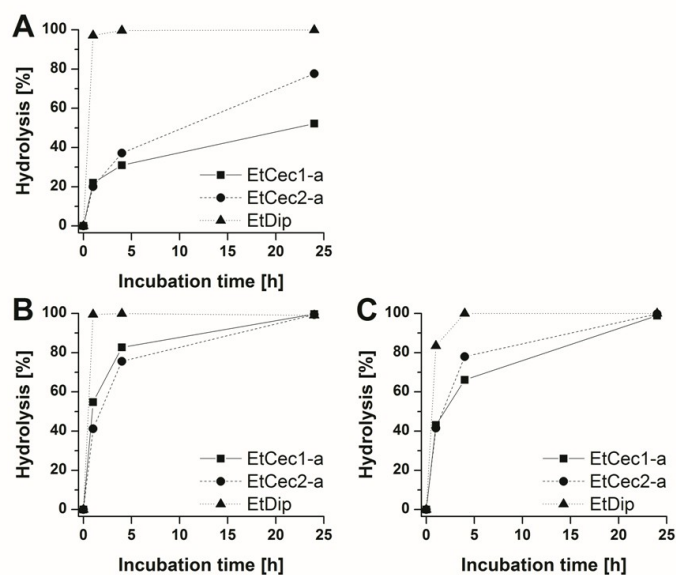 A
Hydrolysis [%]
100
80
60
40
20
0
EtCec1-a
EtCec2-a
EtDip
0 5 10 15 20 25
Incubation time [h]
B
Hydrolysis [%]
100
80
60
40
20
0
EtCec1-a
EtCec2-a
EtDip
0 5 10 15 20 25
Incubation time [h]
C
Hydrolysis [%]
100
80
60
40
20
0
EtCec1-a
EtCec2-a
EtDip
0 5 10 15 20 25
Incubation time [h]